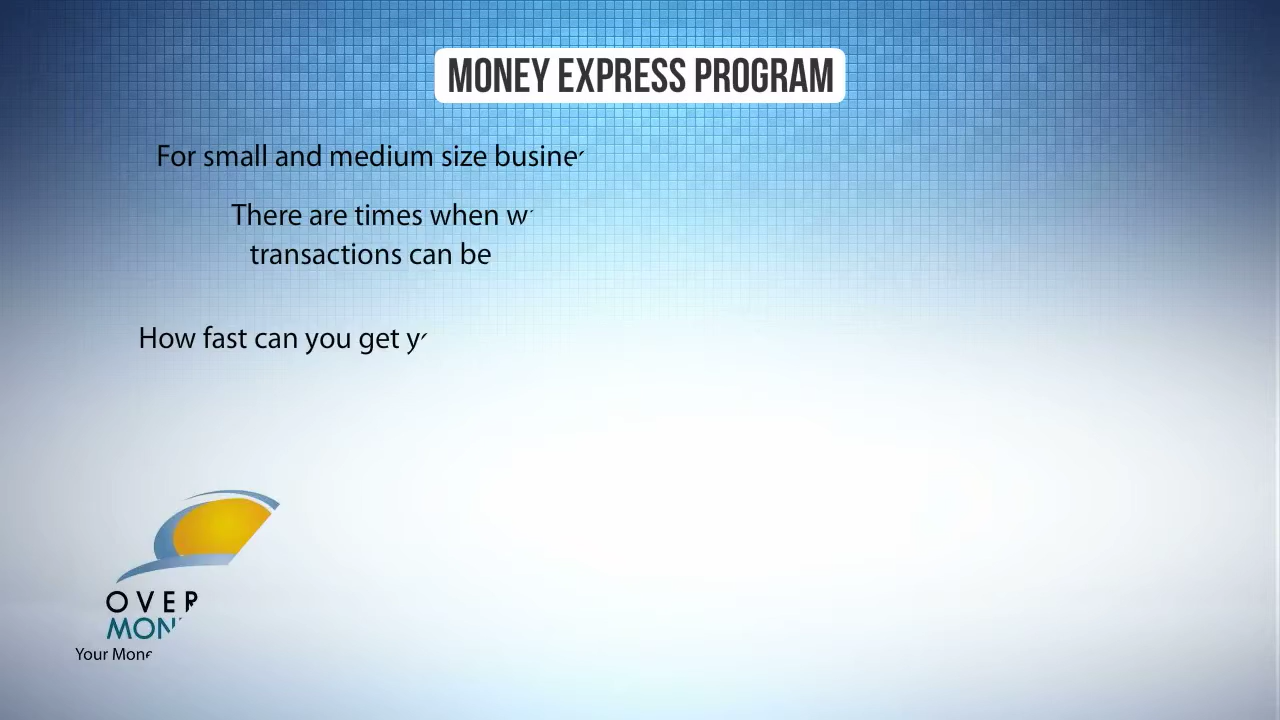 MONEY EXPRESS PROGRAM
For small and medium size
There are times when
transactions can be
How fast can you get
Your